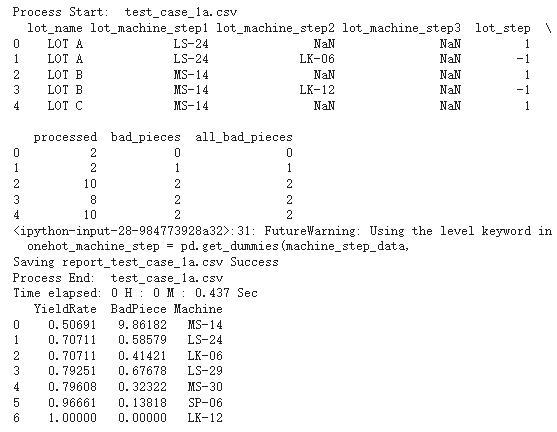 Process Start:  test_case_1a.csv
  lot_name lot_machine_step1 lot_machine_step2 lot_machine_step3  lot_step  \
0    LOT A             LS-24               NaN               NaN         1
1    LOT A             LS-24             LK-06               NaN        -1
2    LOT B             MS-14               NaN               NaN         1
3    LOT B             MS-14             LK-12               NaN        -1
4    LOT C             MS-14               NaN               NaN         1
   processed  bad_pieces  all_bad_pieces
0          2           0               0
1          2           1               1
2         10           2               2
3          8           2               2
4         10           2               2
<ipython-input-28-984773928a32>:31: FutureWarning: Using the level keyword in
  onehot_machine_step = pd.get_dummies(machine_step_data,
Saving report_test_case_1a.csv Success
Process End:  test_case_1a.csv
Time elapsed: 0 H : 0 M : 0.437 Sec
   YieldRate  BadPiece Machine
0    0.50691   9.86182   MS-14
1    0.70711   0.58579   LS-24
2    0.70711   0.41421   LK-06
3    0.79251   0.67678   LS-29
4    0.79608   0.32322   MS-30
5    0.96661   0.13818   SP-06
6    1.00000   0.00000   LK-12